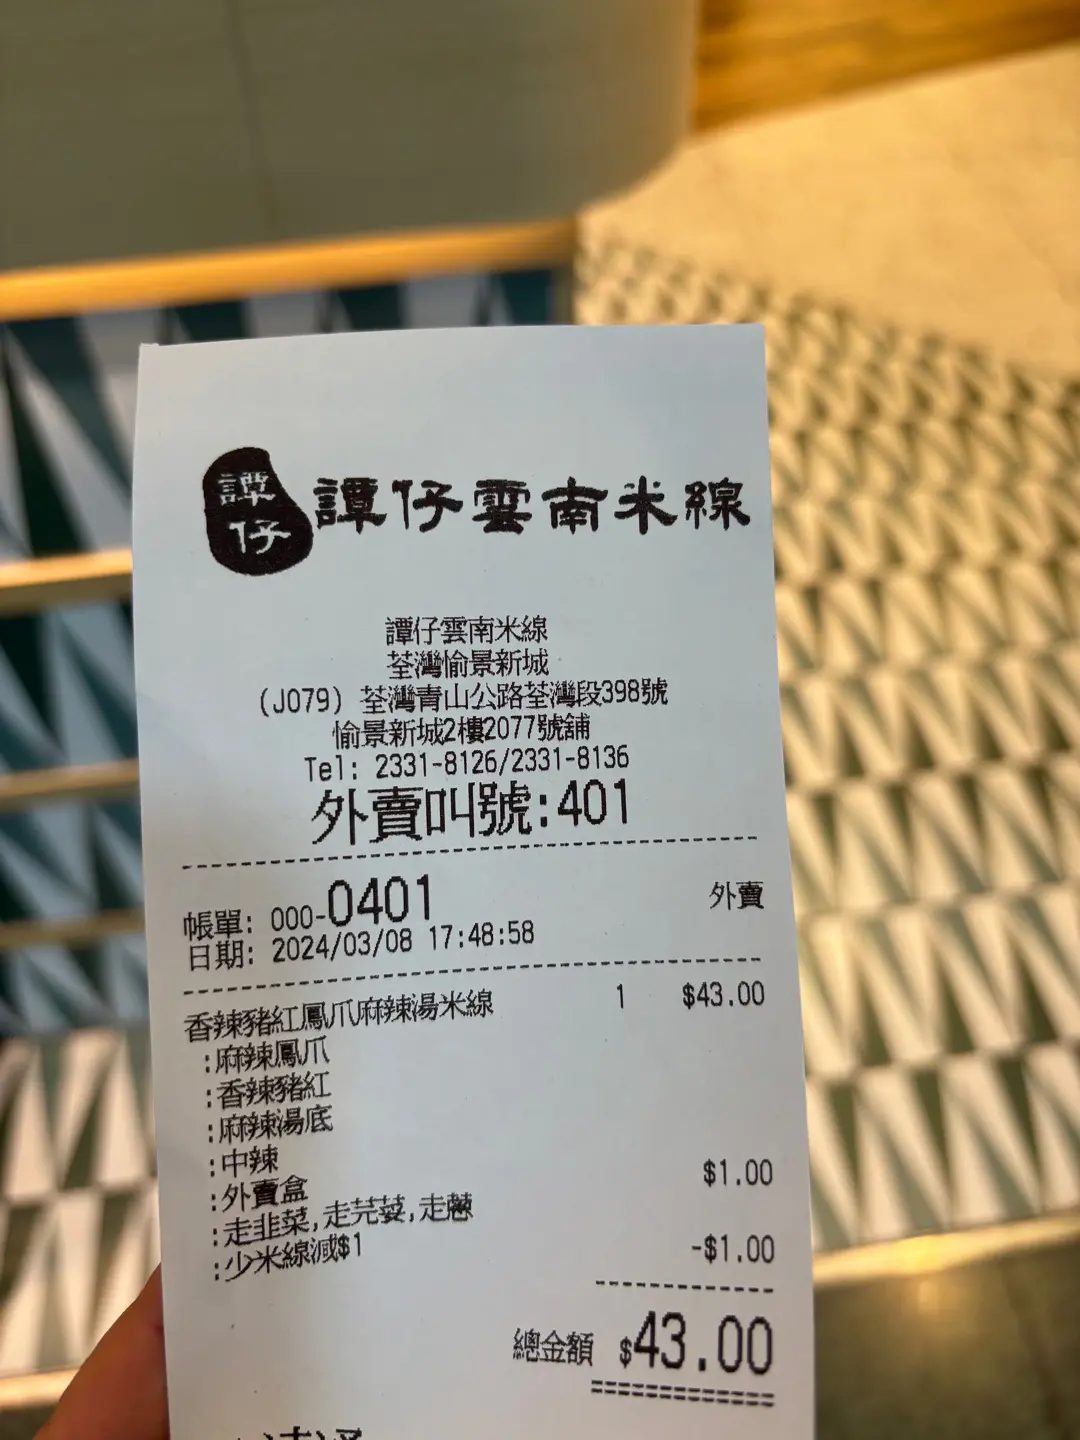 譚仔
譚仔雲南米線
譚仔雲南米線
荃灣愉景新城
(J079) 荃灣青山公路荃灣段398號
愉景新城2樓2077號舖
Tel: 2331-8126/2331-8136
外賣叫號:401
帳單: 000-0401 外賣
日期: 2024/03/08 17:48:58
香辣豬紅鳳爪麻辣湯米線 1 $43.00
:麻辣鳳爪
:香辣豬紅
:麻辣湯底
:中辣
:外賣盒 $1.00
:走韭菜,走芫荽,走蔥
:少米線減$1 -$1.00
總金額 $43.00